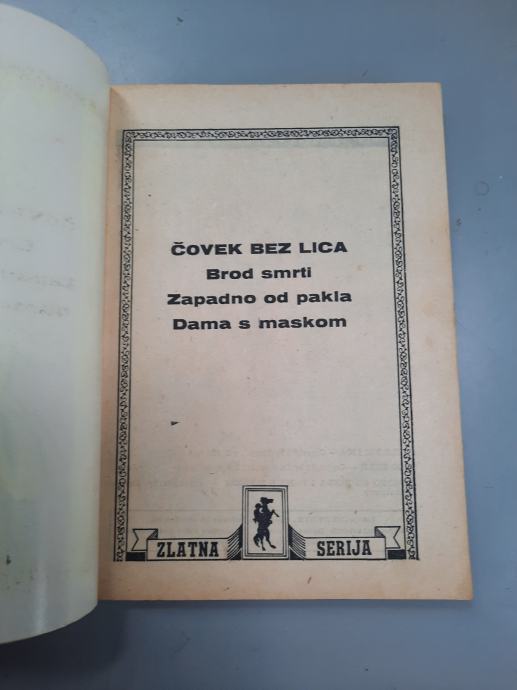 ČOVEK BEZ LICA
Brod smrti
Zapadno od pakla
Dama s maskom
ZLATNA SERIJA